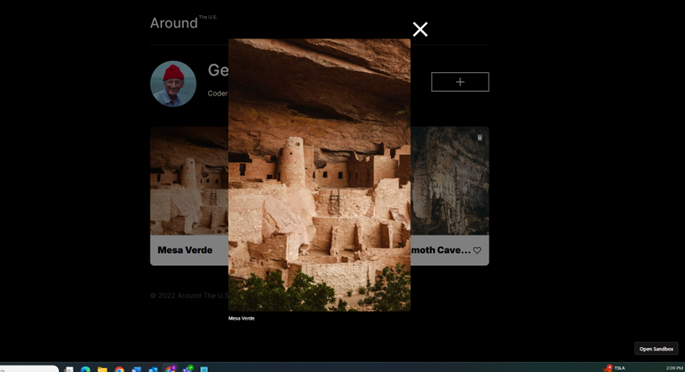 Around The U.S.
Ge
Coder
Mesa Verde
moth Cave...
© 2022 Around The U.S
Mesa Verde
Open Sandbox
TSLA
2:09 PM